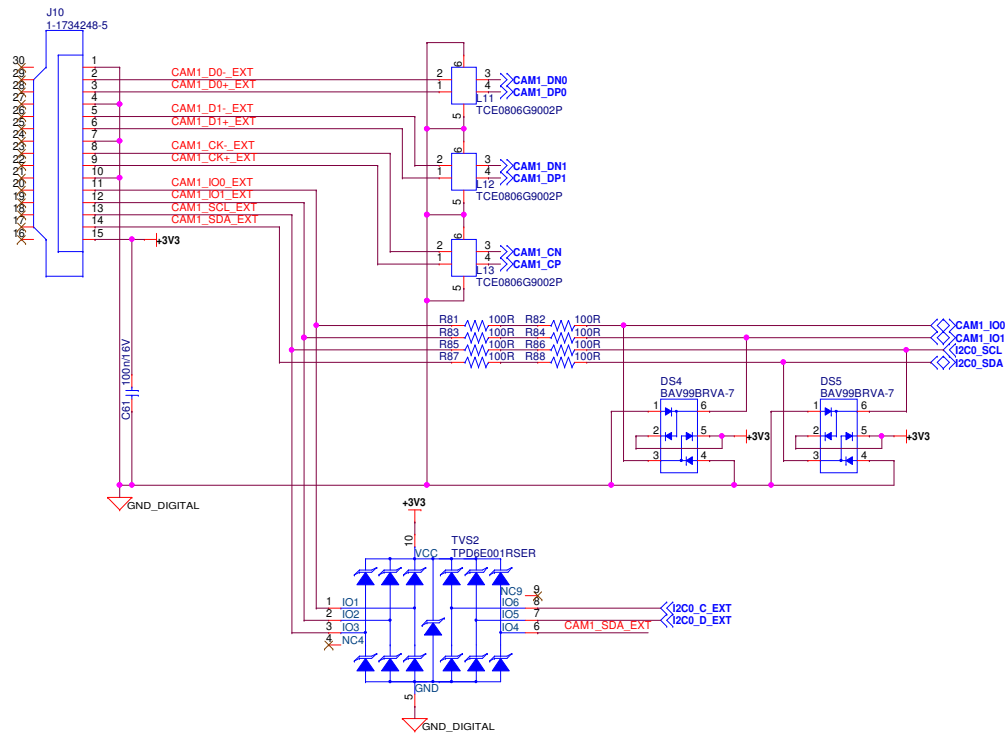 J10
1-1734248-5
30
29
28
27
26
25
24
23
22
21
20
19
18
17
16
1
2
3
4
5
6
7
8
9
10
11
12
13
14
15
CAM1_D0-_EXT
CAM1_D0+_EXT
CAM1_D1-_EXT
CAM1_D1+_EXT
CAM1_CK-_EXT
CAM1_CK+_EXT
CAM1_IO0_EXT
CAM1_IO1_EXT
CAM1_SCL_EXT
CAM1_SDA_EXT
+3V3
C61 100n/16V
GND_DIGITAL
6
2 3 CAM1_DN0
1 4 CAM1_DP0
L11
TCE0806G9002P
5
6
2 3 CAM1_DN1
1 4 CAM1_DP1
L12
TCE0806G9002P
5
6
2 3 CAM1_CN
1 4 CAM1_CP
L13
TCE0806G9002P
5
R81 100R R82 100R CAM1_IO0
R83 100R R84 100R CAM1_IO1
R85 100R R86 100R I2C0_SCL
R87 100R R88 100R I2C0_SDA
DS4
BAV99BRVA-7
1 6
2 5 +3V3
3 4
DS5
BAV99BRVA-7
1 6
2 5 +3V3
3 4
+3V3
10
VCC
TVS2
TPD6E001RSER
NC9 9
1 IO1 IO6 8 I2C0_C_EXT
2 IO2 IO5 7 I2C0_D_EXT
3 IO3 IO4 6 CAM1_SDA_EXT
4 NC4
GND
5
GND_DIGITAL